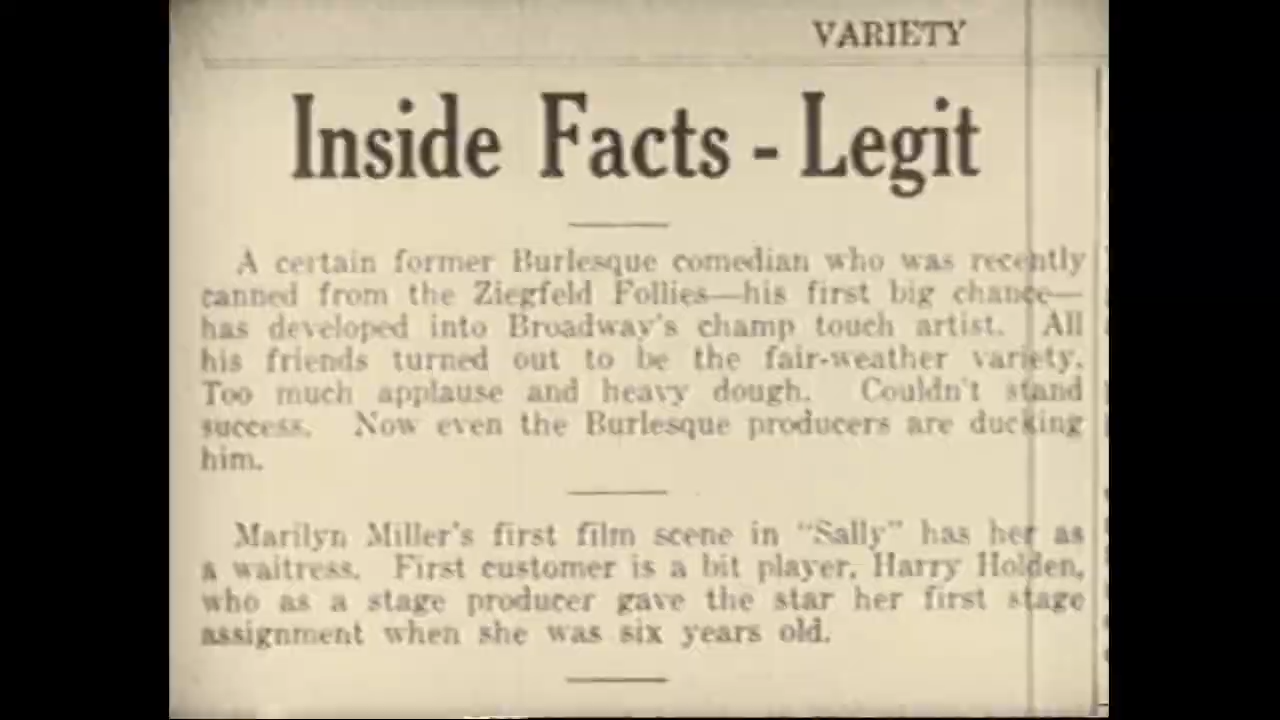 VARIETY
Inside Facts - Legit
A certain former Burlesque comedian who was recently
canned from the Ziegfeld Follies—his first big chance—
has developed into Broadway's champ touch artist. All
his friends turned out to be the fair-weather variety.
Too much applause and heavy dough. Couldn't stand
success. Now even the Burlesque producers are ducking
him.
Marilyn Miller's first film scene in "Sally" has her as
a waitress. First customer is a bit player, Harry Holden,
who as a stage producer gave the star her first stage
assignment when she was six years old.